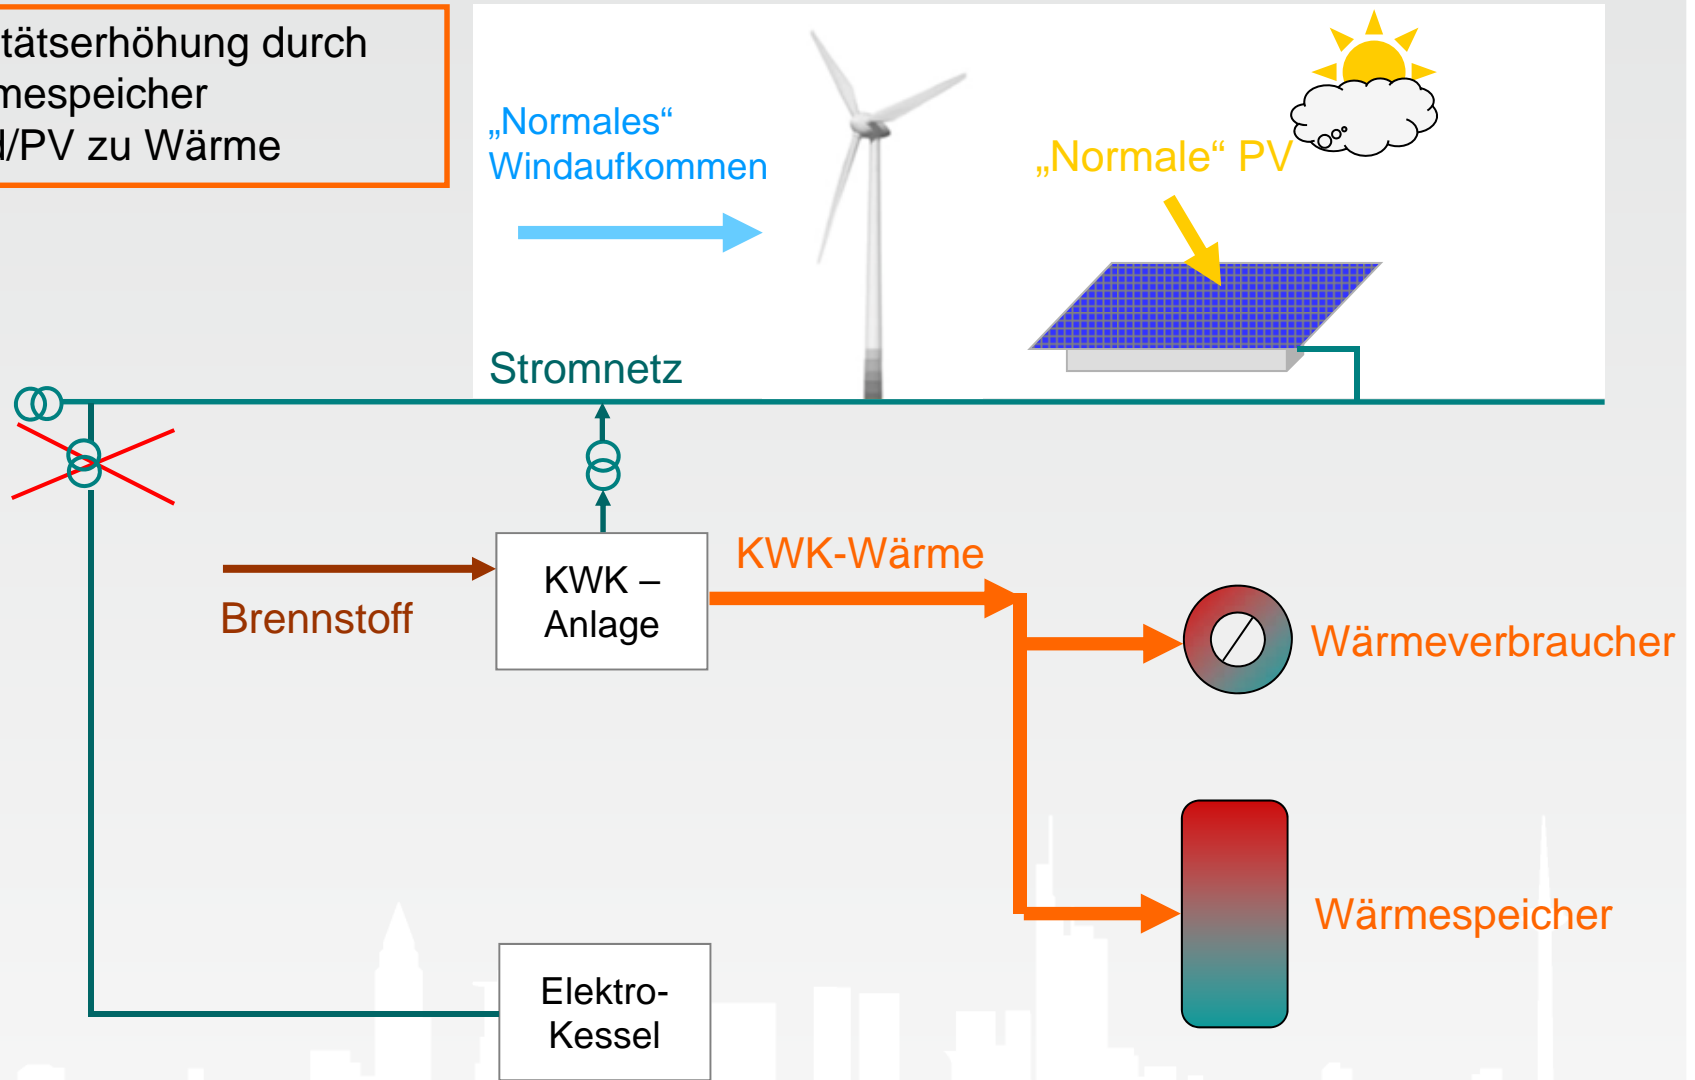 tätserhöhung durch
mespeicher
d/PV zu Wärme
„Normales“
Windaufkommen
„Normale“ PV
Stromnetz
Brennstoff
KWK –
Anlage
KWK-Wärme
Wärmeverbraucher
Wärmespeicher
Elektro-
Kessel